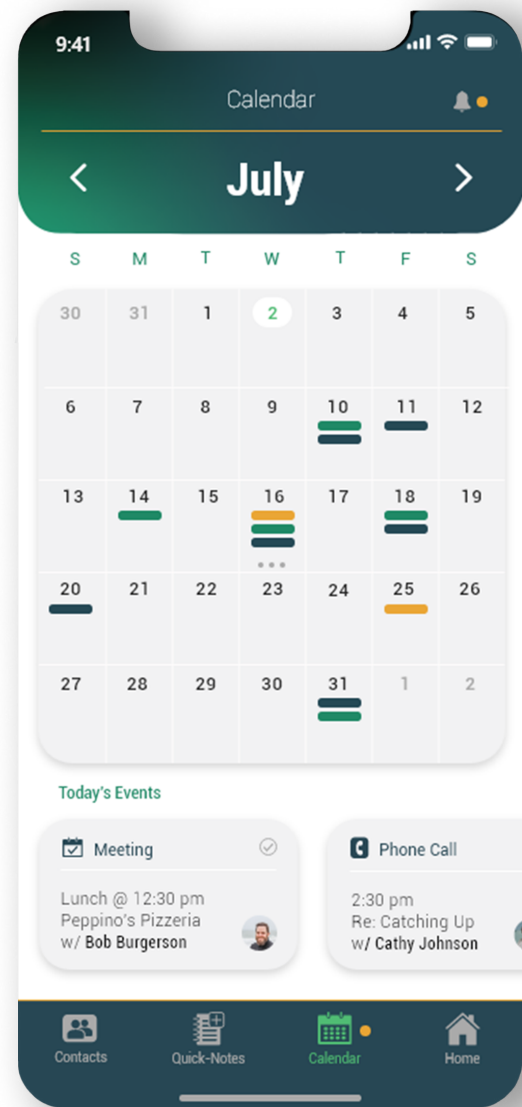 9:41
Calendar
July
S M T W T F S
30 31 1 2 3 4 5
6 7 8 9 10 11 12
13 14 15 16 17 18 19
20 21 22 23 24 25 26
27 28 29 30 31 1 2
Today's Events
Meeting
Lunch @ 12:30 pm
Peppino's Pizzeria
w/ Bob Burgerson
Phone Call
2:30 pm
Re: Catching Up
w/ Cathy Johnson
Contacts Quick-Notes Calendar Home